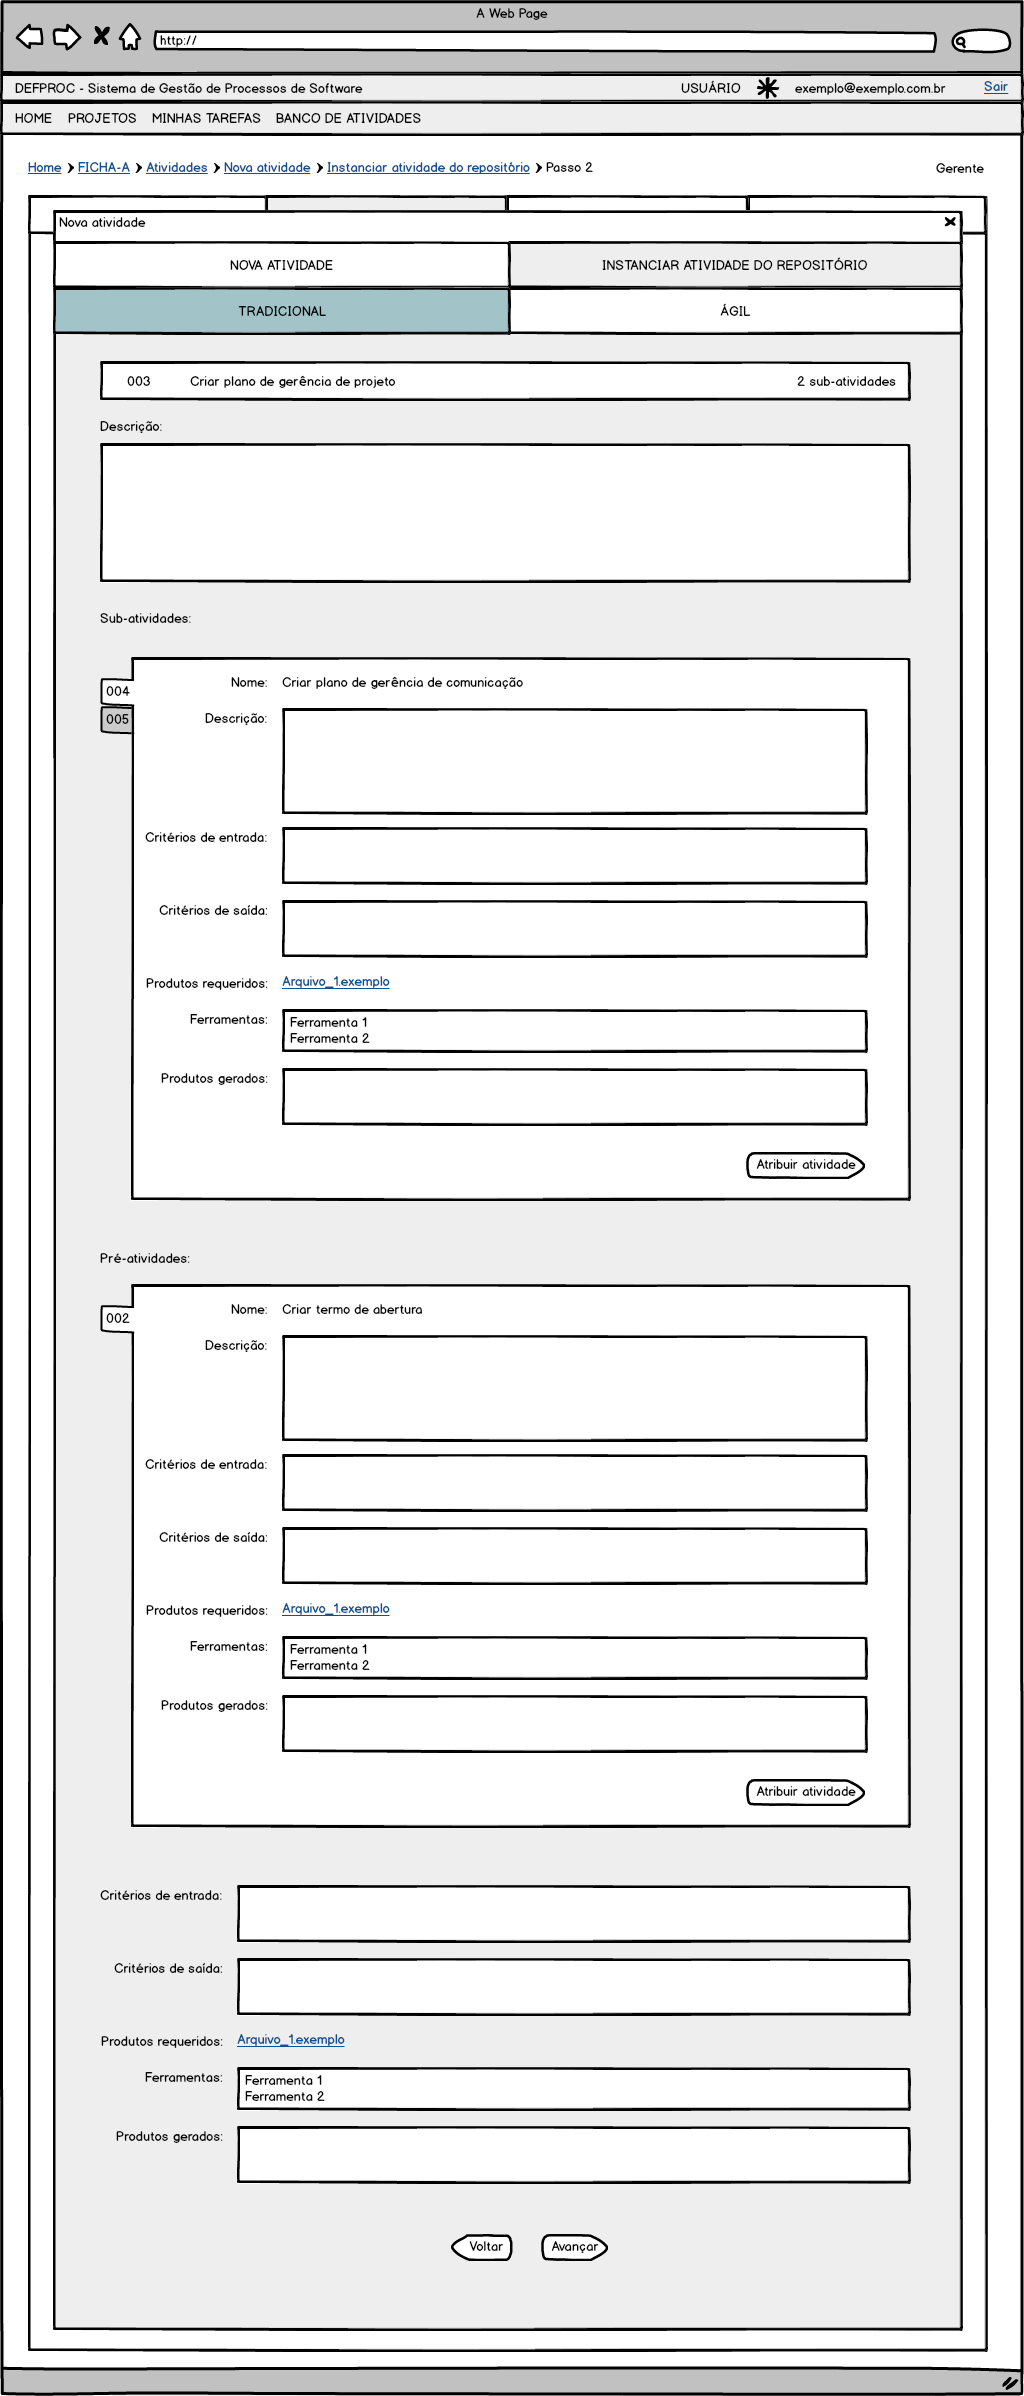 A Web Page
http://
DEFPROC - Sistema de Gestão de Processos de Software USUÁRIO exemplo@exemplo.com.br Sair
HOME PROJETOS MINHAS TAREFAS BANCO DE ATIVIDADES
Home FICHA-A Atividades Nova atividade Instanciar atividade do repositório Passo 2 Gerente
Nova atividade
NOVA ATIVIDADE INSTANCIAR ATIVIDADE DO REPOSITÓRIO
TRADICIONAL ÁGIL
003 Criar plano de gerência de projeto 2 sub-atividades
Descrição:
Sub-atividades:
Nome: Criar plano de gerência de comunicação
004
005 Descrição:
Critérios de entrada:
Critérios de saída:
Produtos requeridos: Arquivo_1.exemplo
Ferramentas: Ferramenta 1
Ferramenta 2
Produtos gerados:
Atribuir atividade
Pré-atividades:
Nome: Criar termo de abertura
002
Descrição:
Critérios de entrada:
Critérios de saída:
Produtos requeridos: Arquivo_1.exemplo
Ferramentas: Ferramenta 1
Ferramenta 2
Produtos gerados:
Atribuir atividade
Critérios de entrada:
Critérios de saída:
Produtos requeridos: Arquivo_1.exemplo
Ferramentas: Ferramenta 1
Ferramenta 2
Produtos gerados:
Voltar Avançar